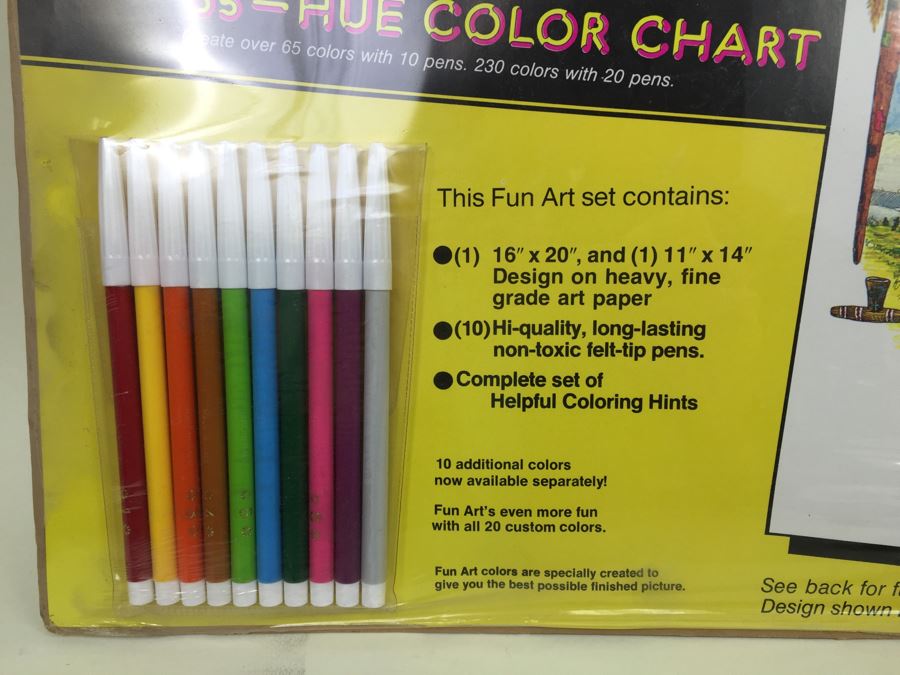 65-HUE COLOR CHART
Create over 65 colors with 10 pens. 230 colors with 20 pens.
This Fun Art set contains:
●(1) 16" x 20", and (1) 11" x 14"
Design on heavy, fine
grade art paper
●(10) Hi-quality, long-lasting
non-toxic felt-tip pens.
●Complete set of
Helpful Coloring Hints
10 additional colors
now available separately!
Fun Art's even more fun
with all 20 custom colors.
Fun Art colors are specially created to
give you the best possible finished picture.
See back for
Design shown